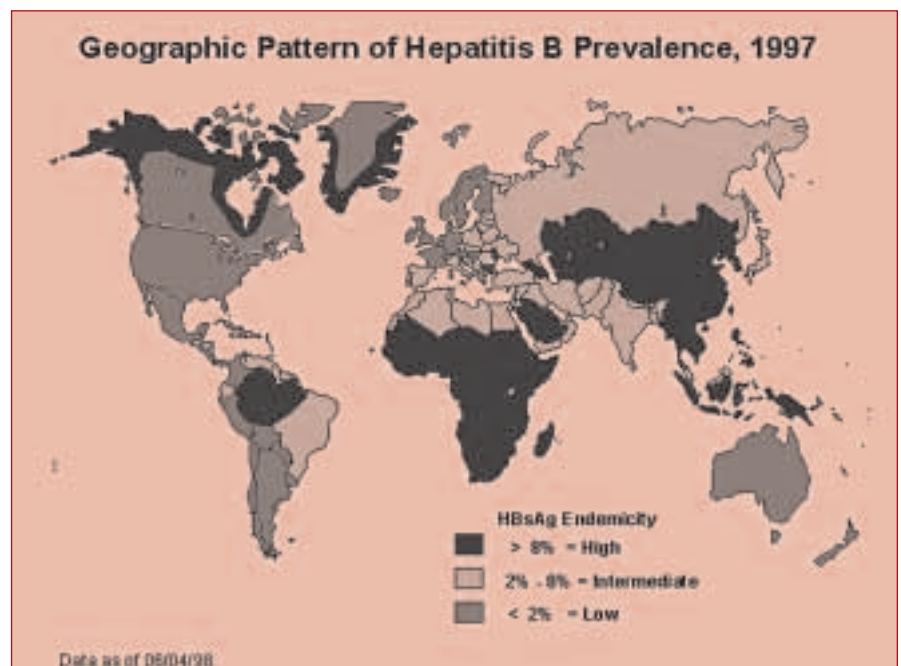 Geographic Pattern of Hepatitis B Prevalence, 1997
HBsAg Endemicity
> 8% = High
2% - 8% = Intermediate
< 2% = Low
Data as of 06/04/98